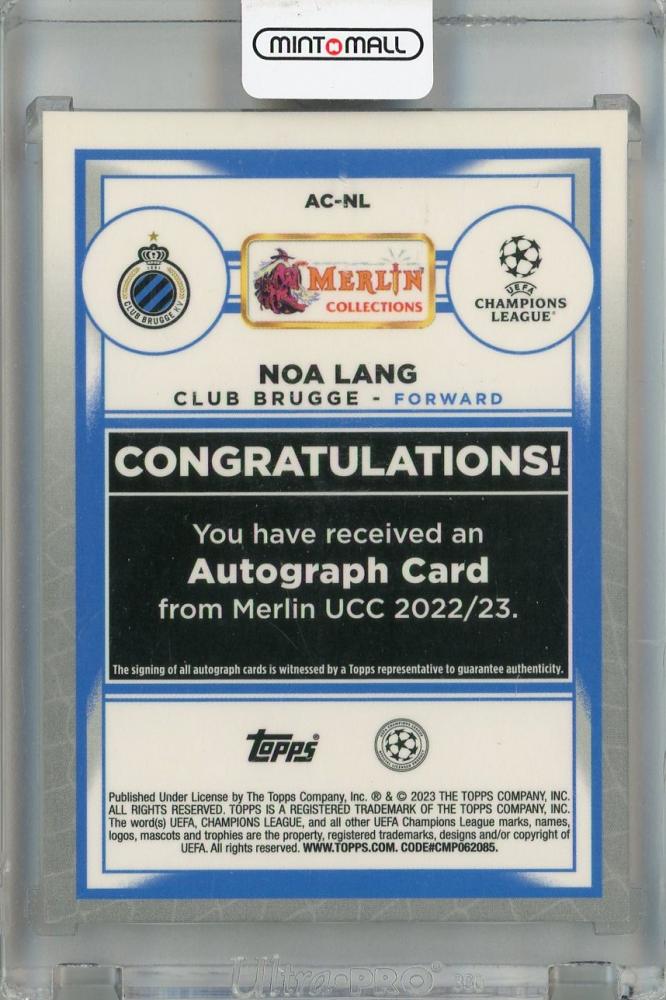 MINT MALL
AC-NL
CLUB BRUGGE K.V.
MERLIN
COLLECTIONS
UEFA
CHAMPIONS
LEAGUE®
NOA LANG
CLUB BRUGGE - FORWARD
CONGRATULATIONS!
You have received an
Autograph Card
from Merlin UCC 2022/23.
The signing of all autograph cards is witnessed by a Topps representative to guarantee authenticity.
topps®
Published Under License by The Topps Company, Inc. ® & © 2023 THE TOPPS COMPANY, INC.
ALL RIGHTS RESERVED. TOPPS IS A REGISTERED TRADEMARK OF THE TOPPS COMPANY, INC.
The word(s) UEFA, CHAMPIONS LEAGUE, and all other UEFA Champions League marks, names,
logos, mascots and trophies are the property, registered trademarks, designs and/or copyright of
UEFA. All rights reserved. WWW.TOPPS.COM. CODE#CMP062085.
Ultra·PRO®